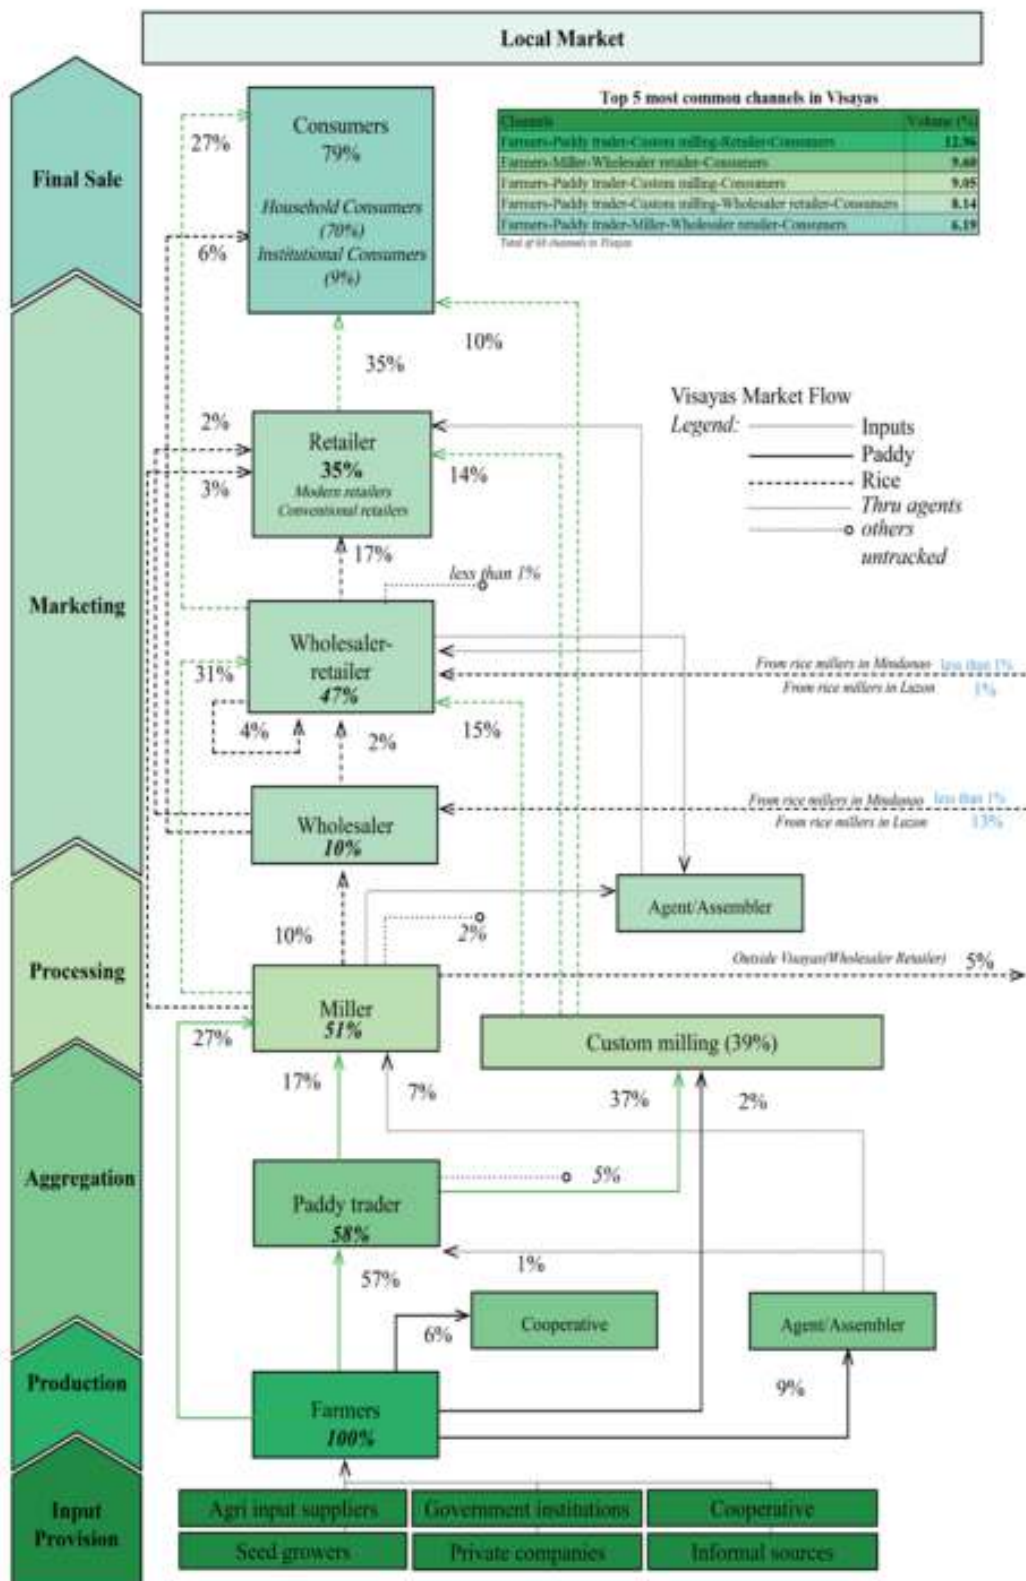 Local Market
Top 5 most common channels in Visayas
Channels Volume (%)
Farmers-Paddy trader-Custom milling-Retailer-Consumers 12.96
Farmers-Miller-Wholesaler retailer-Consumers 9.60
Farmers-Paddy trader-Custom milling-Consumers 9.05
Farmers-Paddy trader-Custom milling-Wholesaler retailer-Consumers 8.14
Farmers-Paddy trader-Miller-Wholesaler retailer-Consumers 6.19
channels in Visayas
Final Sale
27%
Consumers
79%
Household Consumers
(70%)
Institutional Consumers
(9%)
6%
10%
35%
Visayas Market Flow
Legend:
Inputs
Paddy
Rice
Thru agents
others
untracked
Marketing
2%
3%
Retailer
35%
Modern retailers
Conventional retailers
14%
17%
less than 1%
Wholesaler-
retailer
47%
31%
4%
2%
15%
From rice millers in Mindanao less than 1%
From rice millers in Luzon 1%
Wholesaler
10%
From rice millers in Mindanao less than 1%
From rice millers in Luzon 13%
Agent/Assembler
Processing
10%
2%
Outside Visayas(Wholesaler Retailer) 5%
Miller
51%
27%
Custom milling (39%)
17%
7%
37%
2%
Aggregation
Paddy trader
58%
5%
57%
1%
Cooperative
6%
Agent/Assembler
9%
Production
Farmers
100%
Input
Provision
Agri input suppliers
Government institutions
Cooperative
Seed growers
Private companies
Informal sources